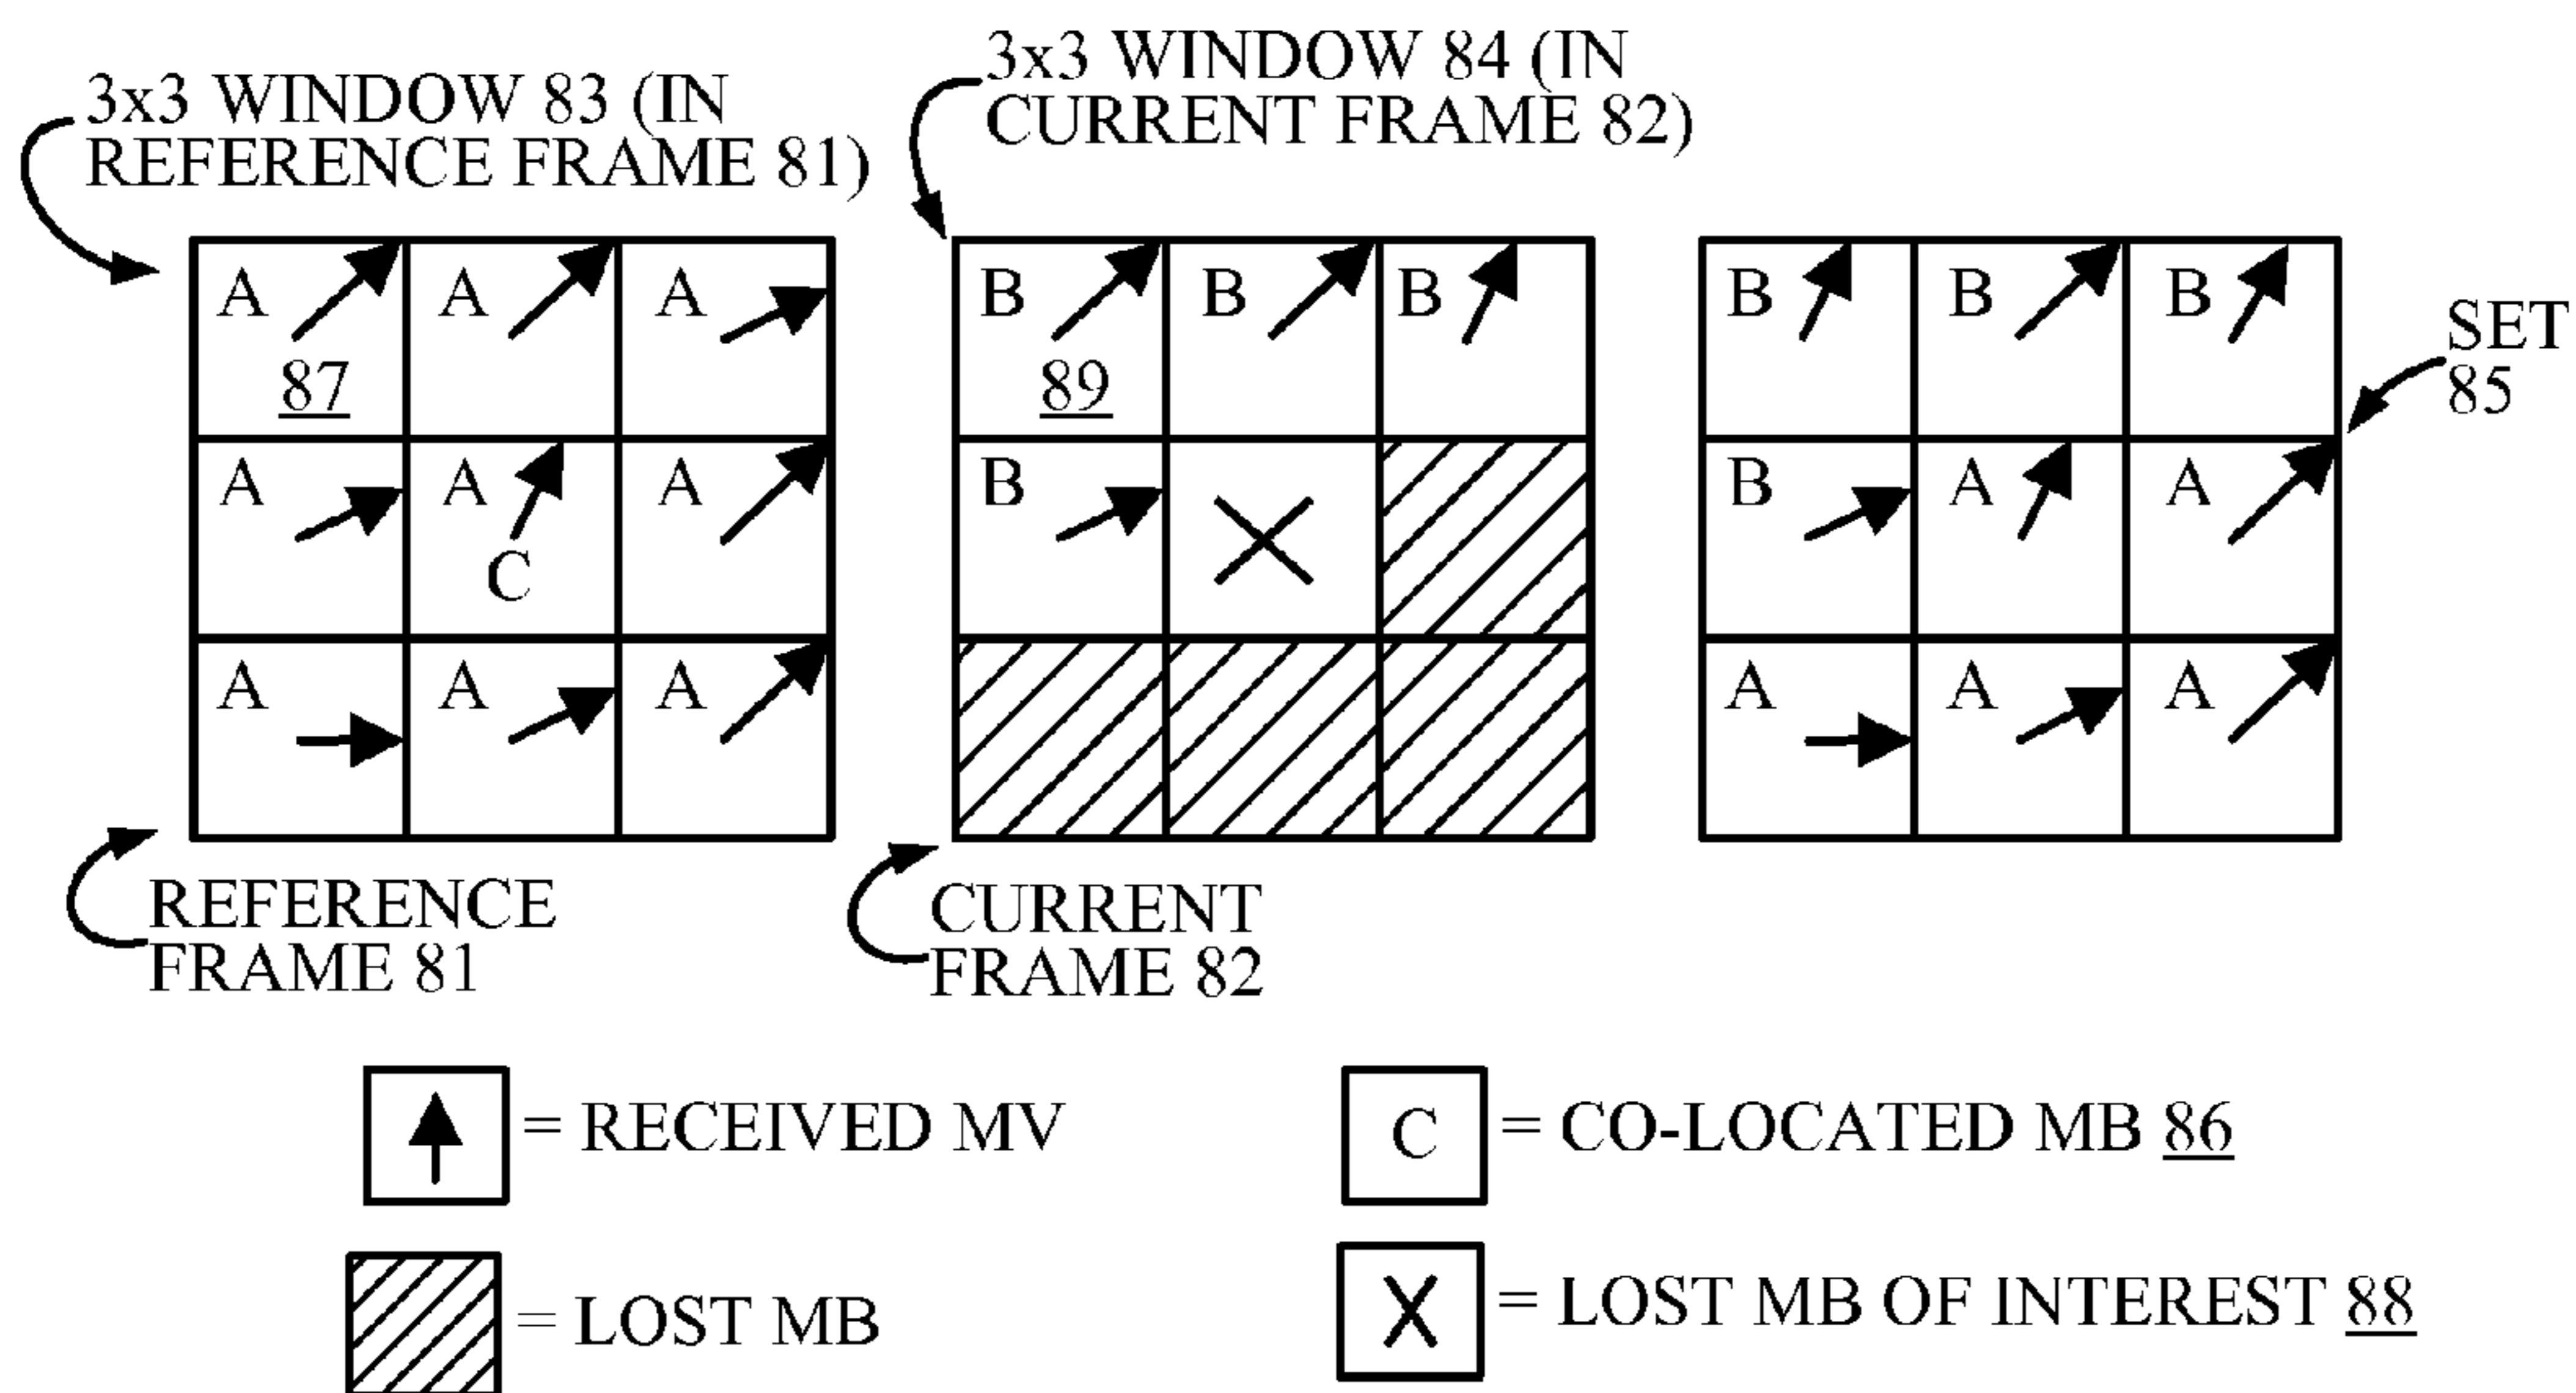 3x3 WINDOW 83 (IN
REFERENCE FRAME 81)
3x3 WINDOW 84 (IN
CURRENT FRAME 82)
A A A
87
A A A
C
A A A
B B B
89
B
B B B
B A A
A A A
SET
85
REFERENCE
FRAME 81
CURRENT
FRAME 82
= RECEIVED MV
C = CO-LOCATED MB 86
= LOST MB
X = LOST MB OF INTEREST 88